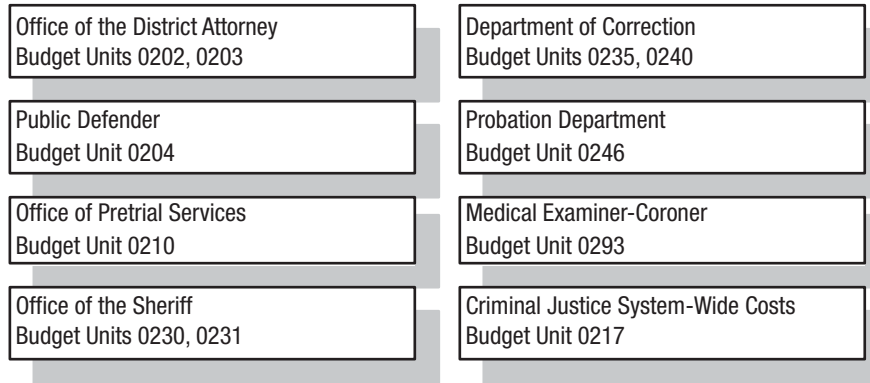 Office of the District Attorney
Budget Units 0202, 0203
Public Defender
Budget Unit 0204
Office of Pretrial Services
Budget Unit 0210
Office of the Sheriff
Budget Units 0230, 0231
Department of Correction
Budget Units 0235, 0240
Probation Department
Budget Unit 0246
Medical Examiner-Coroner
Budget Unit 0293
Criminal Justice System-Wide Costs
Budget Unit 0217